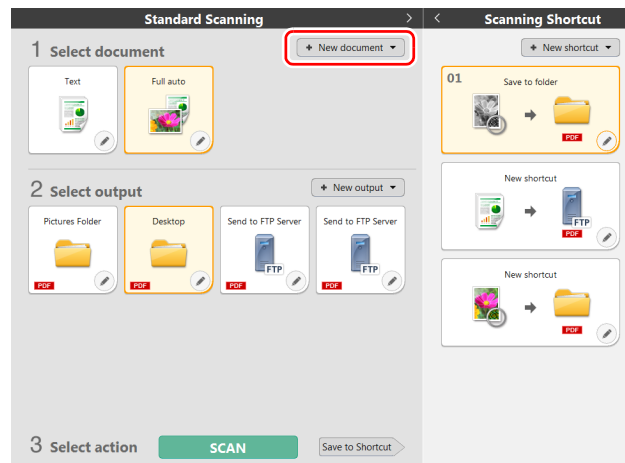 Standard Scanning >
1 Select document
+ New document
Text
Full auto
2 Select output
+ New output
Pictures Folder
PDF
Desktop
PDF
Send to FTP Server
FTP
PDF
Send to FTP Server
FTP
PDF
3 Select action
SCAN
Save to Shortcut
< Scanning Shortcut
+ New shortcut
01
Save to folder
PDF
New shortcut
FTP
PDF
New shortcut
PDF